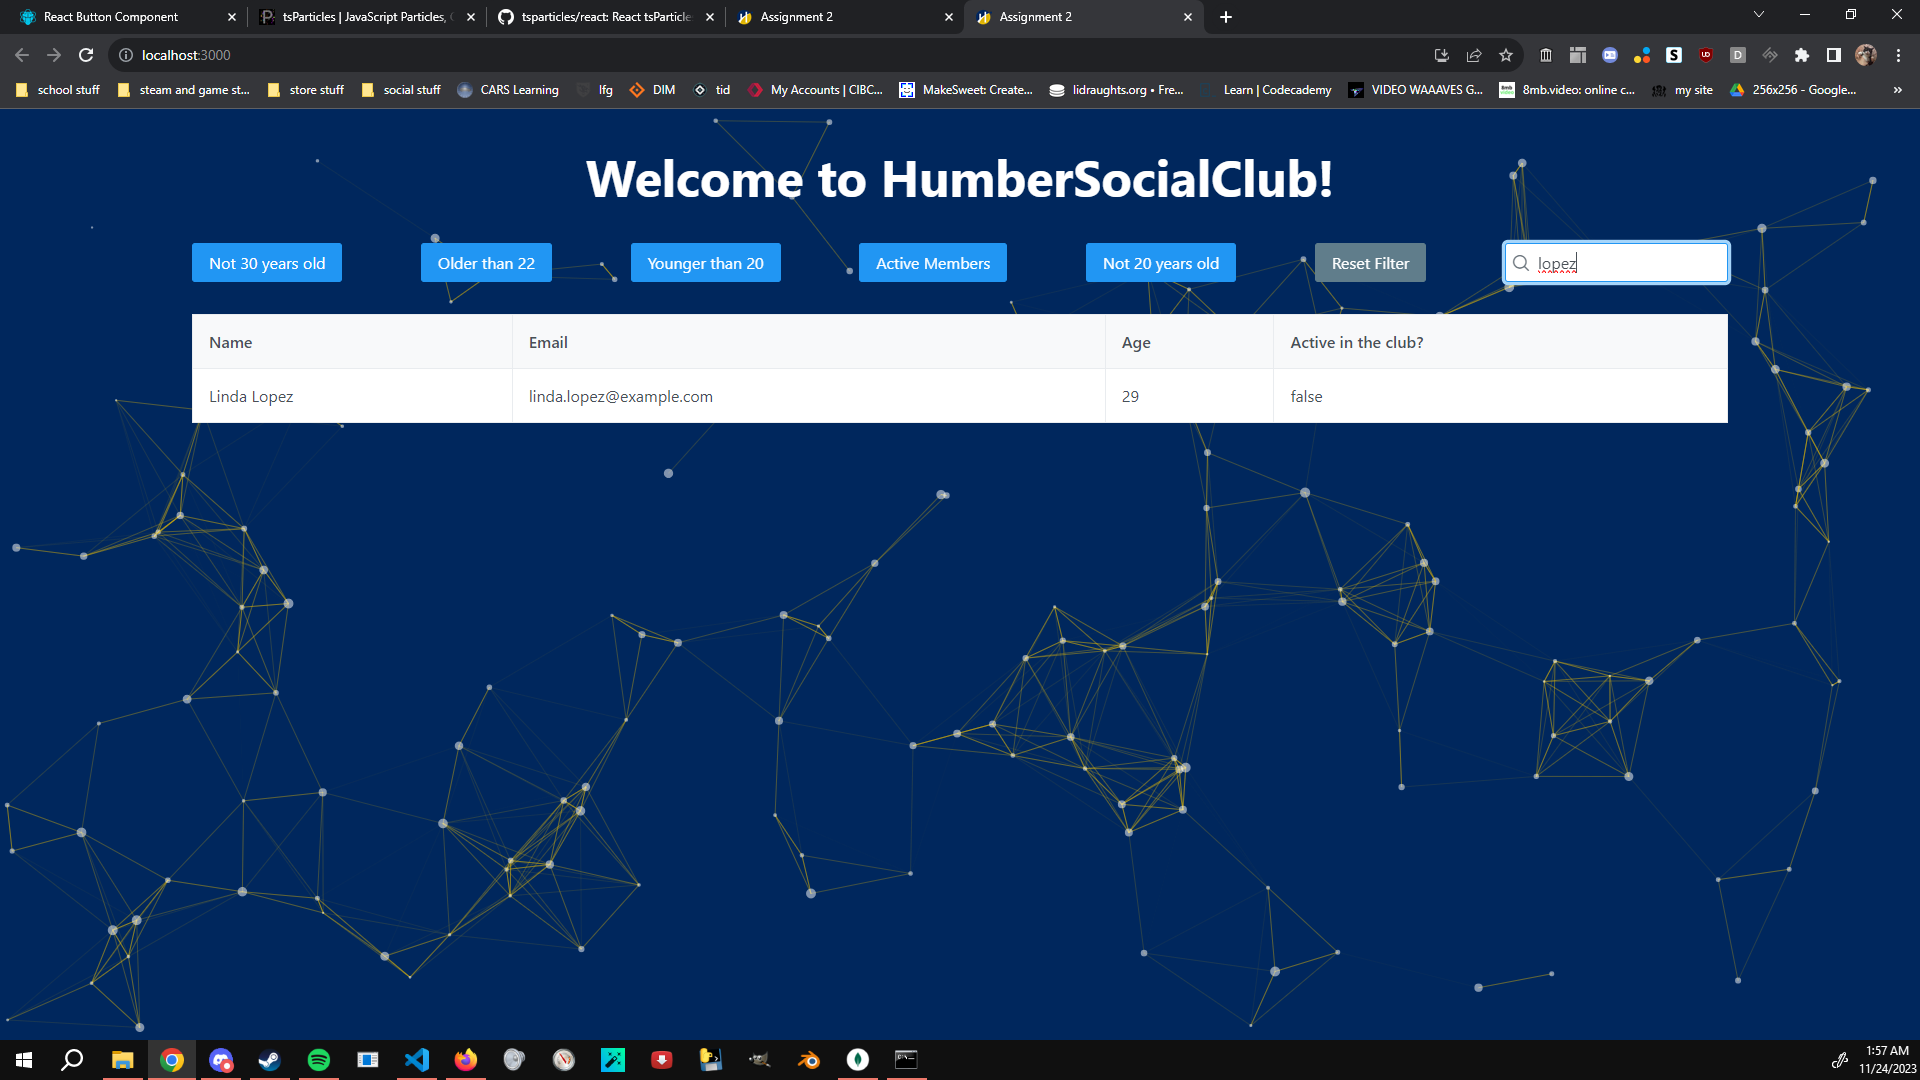 React Button Component
tsParticles | JavaScript Particles,
tsparticles/react: React tsParticle
Assignment 2
Assignment 2
localhost:3000
school stuff
steam and game st...
store stuff
social stuff
CARS Learning
lfg
DIM
tid
My Accounts | CIBC...
MakeSweet: Create...
lidraughts.org • Fre...
Learn | Codecademy
VIDEO WAAAVES G...
8mb.video: online c...
my site
256x256 - Google...
»
Welcome to HumberSocialClub!
Not 30 years old
Older than 22
Younger than 20
Active Members
Not 20 years old
Reset Filter
lopez
Name Email Age Active in the club?
Linda Lopez linda.lopez@example.com 29 false
1:57 AM
11/24/2023